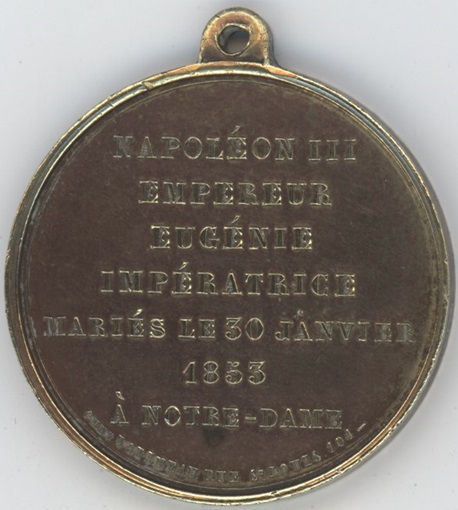 NAPOLÉON III
EMPEREUR
EUGÉNIE
IMPÉRATRICE
MARIÉS LE 30 JANVIER
1853
À NOTRE-DAME